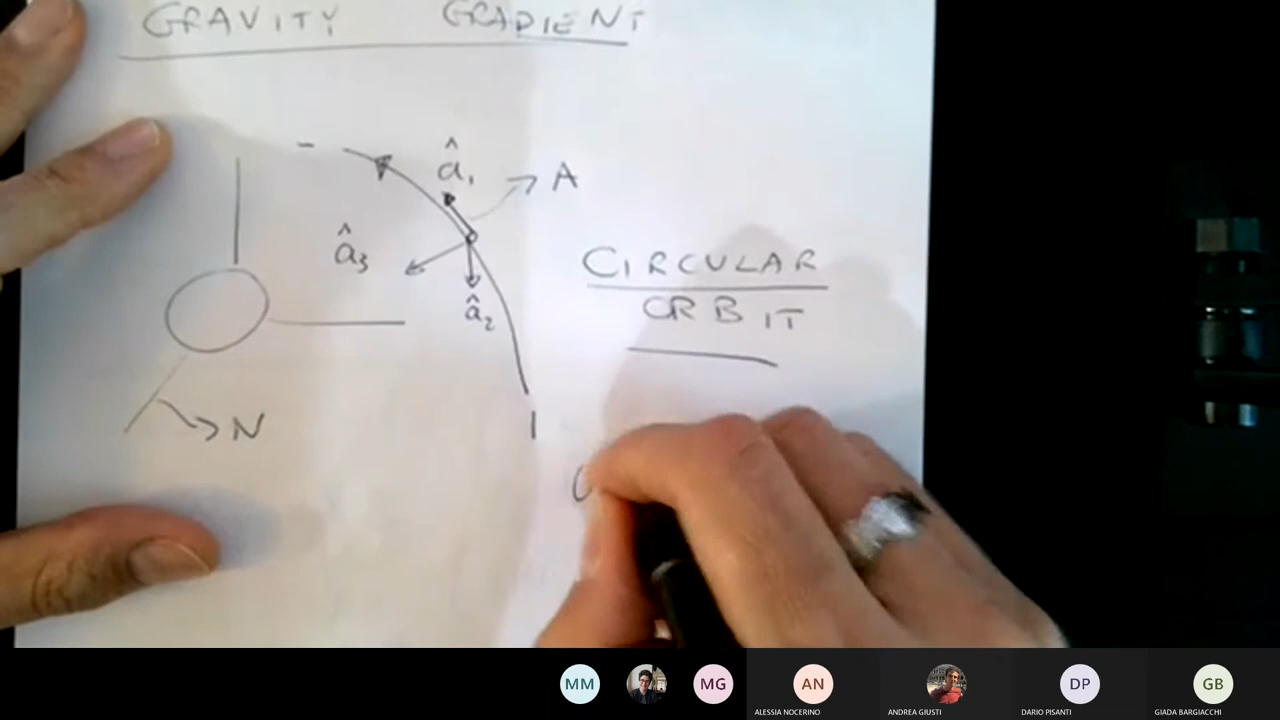 GRAVITY GRADIENT
â₁
A
â₃
CIRCULAR
ORBIT
â₂
N
MM
MG
AN
DP
GB
ALESSIA NOCERINO
ANDREA GIUSTI
DARIO PISANTI
GIADA BARGIACCHI